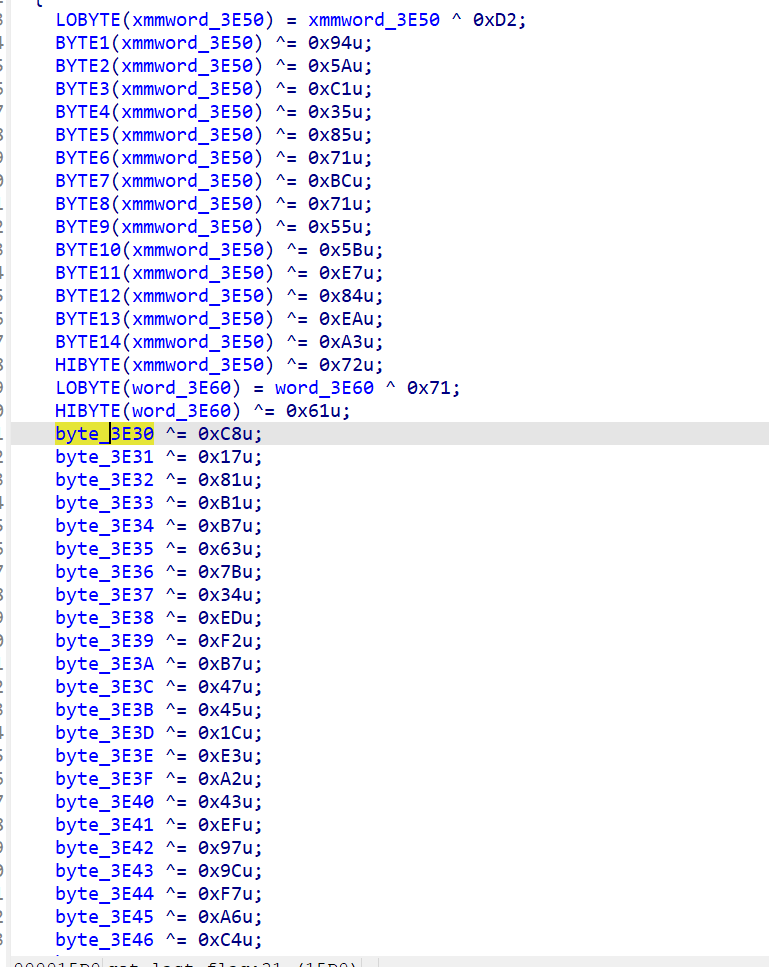 {
LOBYTE(xmmword_3E50) = xmmword_3E50 ^ 0xD2;
BYTE1(xmmword_3E50) ^= 0x94u;
BYTE2(xmmword_3E50) ^= 0x5Au;
BYTE3(xmmword_3E50) ^= 0xC1u;
BYTE4(xmmword_3E50) ^= 0x35u;
BYTE5(xmmword_3E50) ^= 0x85u;
BYTE6(xmmword_3E50) ^= 0x71u;
BYTE7(xmmword_3E50) ^= 0xBCu;
BYTE8(xmmword_3E50) ^= 0x71u;
BYTE9(xmmword_3E50) ^= 0x55u;
BYTE10(xmmword_3E50) ^= 0x5Bu;
BYTE11(xmmword_3E50) ^= 0xE7u;
BYTE12(xmmword_3E50) ^= 0x84u;
BYTE13(xmmword_3E50) ^= 0xEAu;
BYTE14(xmmword_3E50) ^= 0xA3u;
HIBYTE(xmmword_3E50) ^= 0x72u;
LOBYTE(word_3E60) = word_3E60 ^ 0x71;
HIBYTE(word_3E60) ^= 0x61u;
byte_3E30 ^= 0xC8u;
byte_3E31 ^= 0x17u;
byte_3E32 ^= 0x81u;
byte_3E33 ^= 0xB1u;
byte_3E34 ^= 0xB7u;
byte_3E35 ^= 0x63u;
byte_3E36 ^= 0x7Bu;
byte_3E37 ^= 0x34u;
byte_3E38 ^= 0xEDu;
byte_3E39 ^= 0xF2u;
byte_3E3A ^= 0xB7u;
byte_3E3C ^= 0x47u;
byte_3E3B ^= 0x45u;
byte_3E3D ^= 0x1Cu;
byte_3E3E ^= 0xE3u;
byte_3E3F ^= 0xA2u;
byte_3E40 ^= 0x43u;
byte_3E41 ^= 0xEFu;
byte_3E42 ^= 0x97u;
byte_3E43 ^= 0x9Cu;
byte_3E44 ^= 0xF7u;
byte_3E45 ^= 0xA6u;
byte_3E46 ^= 0xC4u;